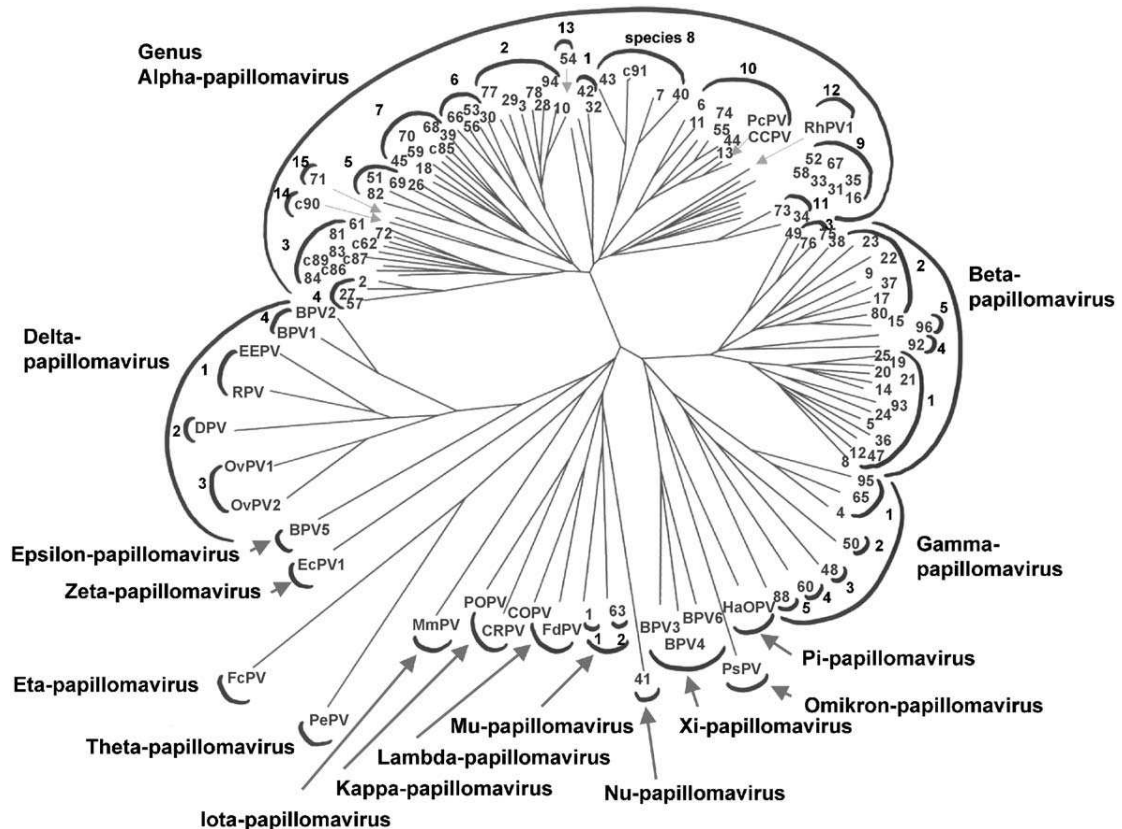 Genus
Alpha-papillomavirus
13
54
2
1
species 8
94
42
43
c91
10
12
6
77
78
7
40
6
74
PcPV
RhPV1
7
53
29
3
28
10
32
11
55
CCPV
9
68
66
30
44
52
67
70
39
56
13
58
33
35
59
c85
31
16
15
5
45
18
11
71
51
69
26
73
34
3
14
82
49
75
c90
76
38
23
61
72
22
2
3
81
c62
9
37
83
c87
17
c89
c86
80
15
5
84
96
4
2
92
4
27
57
25
19
BPV2
20
21
4
BPV1
14
1
24
93
5
36
12
47
8
Beta-
papillomavirus
Delta-
papillomavirus
1
EEPV
RPV
2
DPV
3
OvPV1
OvPV2
95
65
4
1
50
2
48
3
60
4
88
5
Gamma-
papillomavirus
BPV5
Epsilon-papillomavirus
EcPV1
Zeta-papillomavirus
POPV
COPV
1
63
BPV6
HaOPV
MmPV
CRPV
FdPV
1
2
BPV3
BPV4
Pi-papillomavirus
Eta-papillomavirus
FcPV
41
PsPV
Omikron-papillomavirus
PePV
Mu-papillomavirus
Xi-papillomavirus
Theta-papillomavirus
Lambda-papillomavirus
Kappa-papillomavirus
Nu-papillomavirus
Iota-papillomavirus